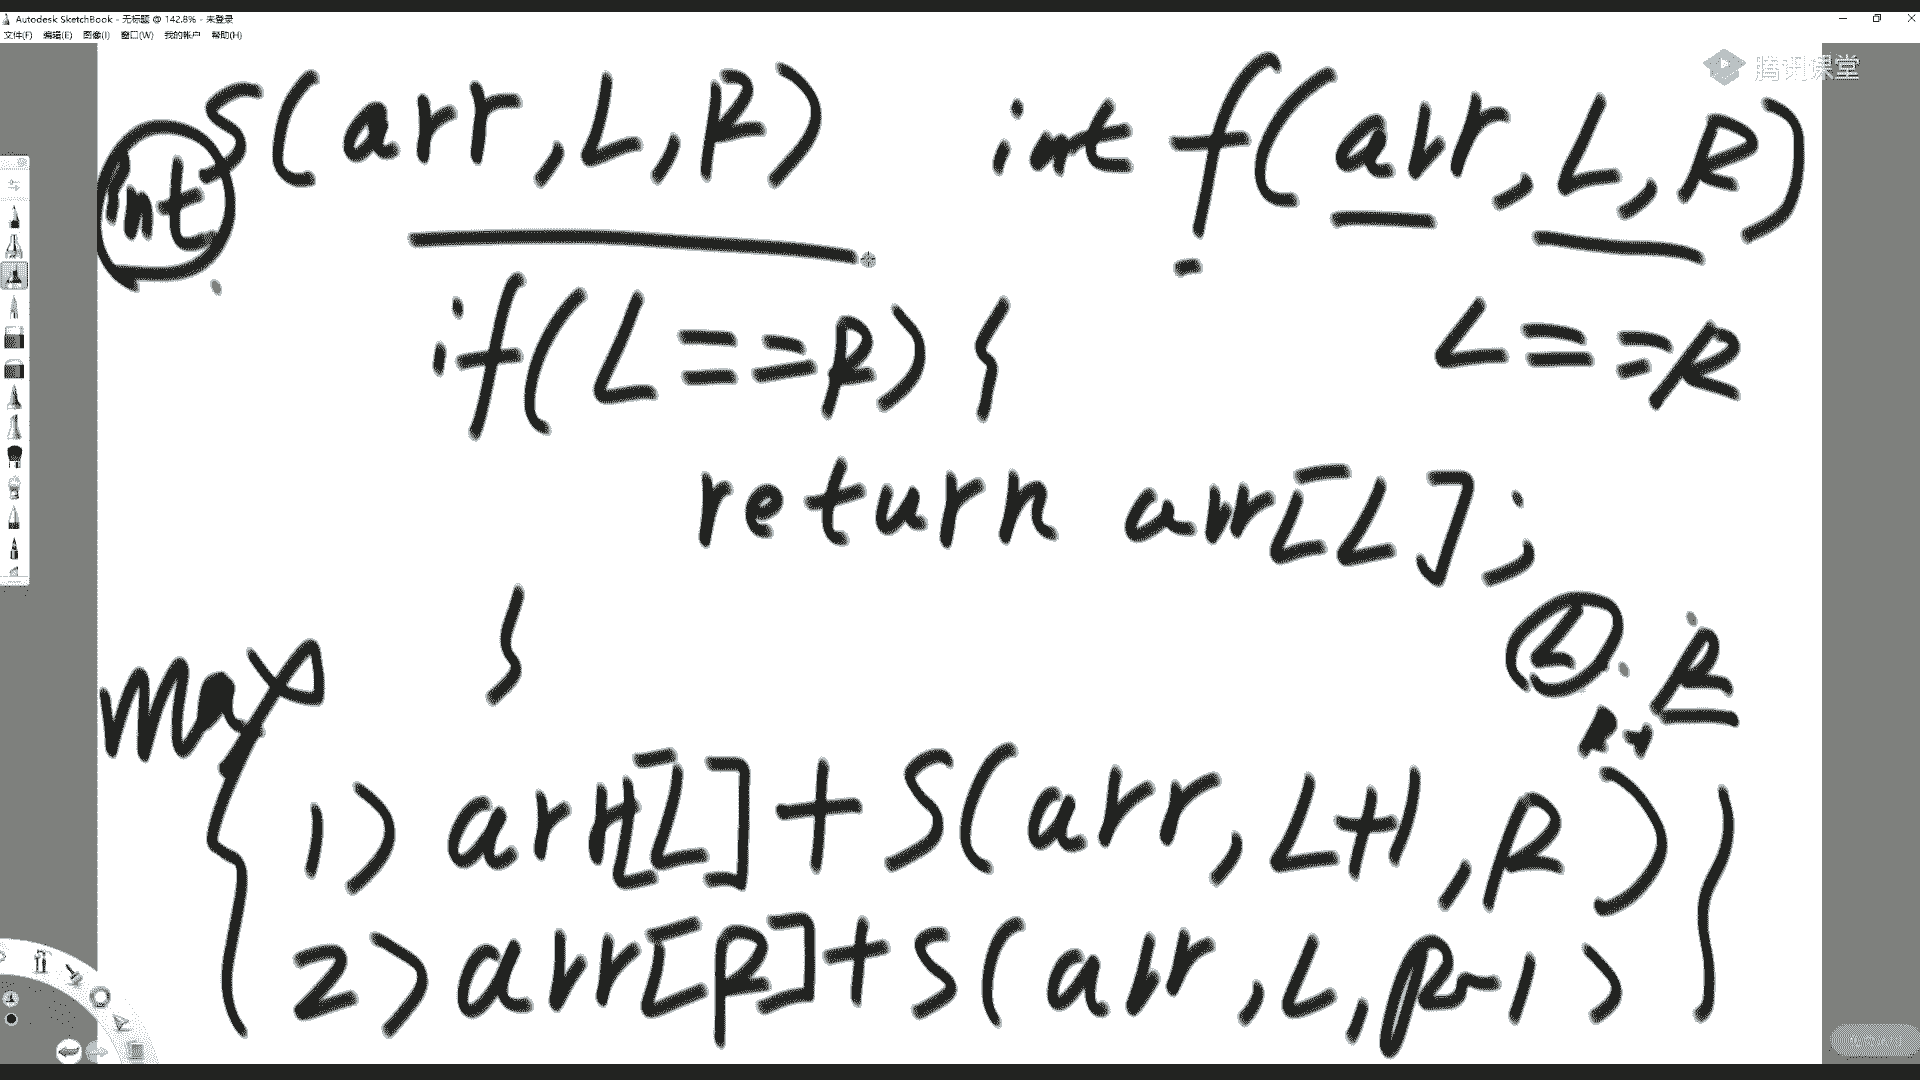 Autodesk SketchBook - 无标题 @ 142.8% - 未登录
文件(F) 编辑(E) 图像(I) 窗口(W) 我的帐户 帮助(H)
腾讯课堂
int S(arr,L,R) int f(arr,L,R)
if(L==R){ L==R
return arr[L];
} L R
max
{ 1) arr[L]+S(arr,L+1,R) }
2) arr[R]+S(arr,L,R-1)